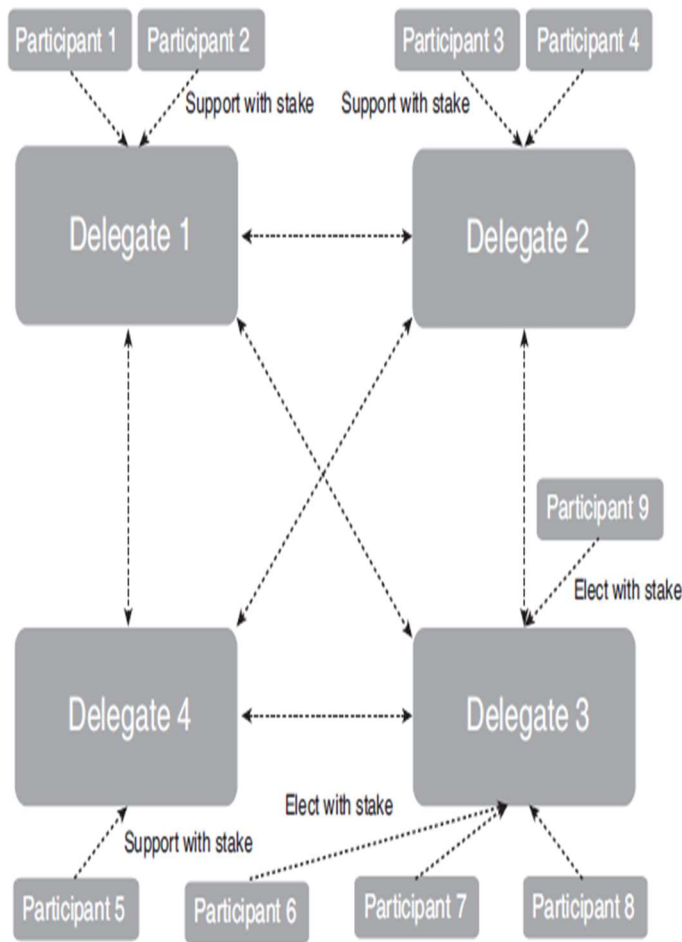 Participant 1
Participant 2
Participant 3
Participant 4
Support with stake
Support with stake
Delegate 1
Delegate 2
Participant 9
Elect with stake
Delegate 4
Delegate 3
Elect with stake
Support with stake
Participant 5
Participant 6
Participant 7
Participant 8